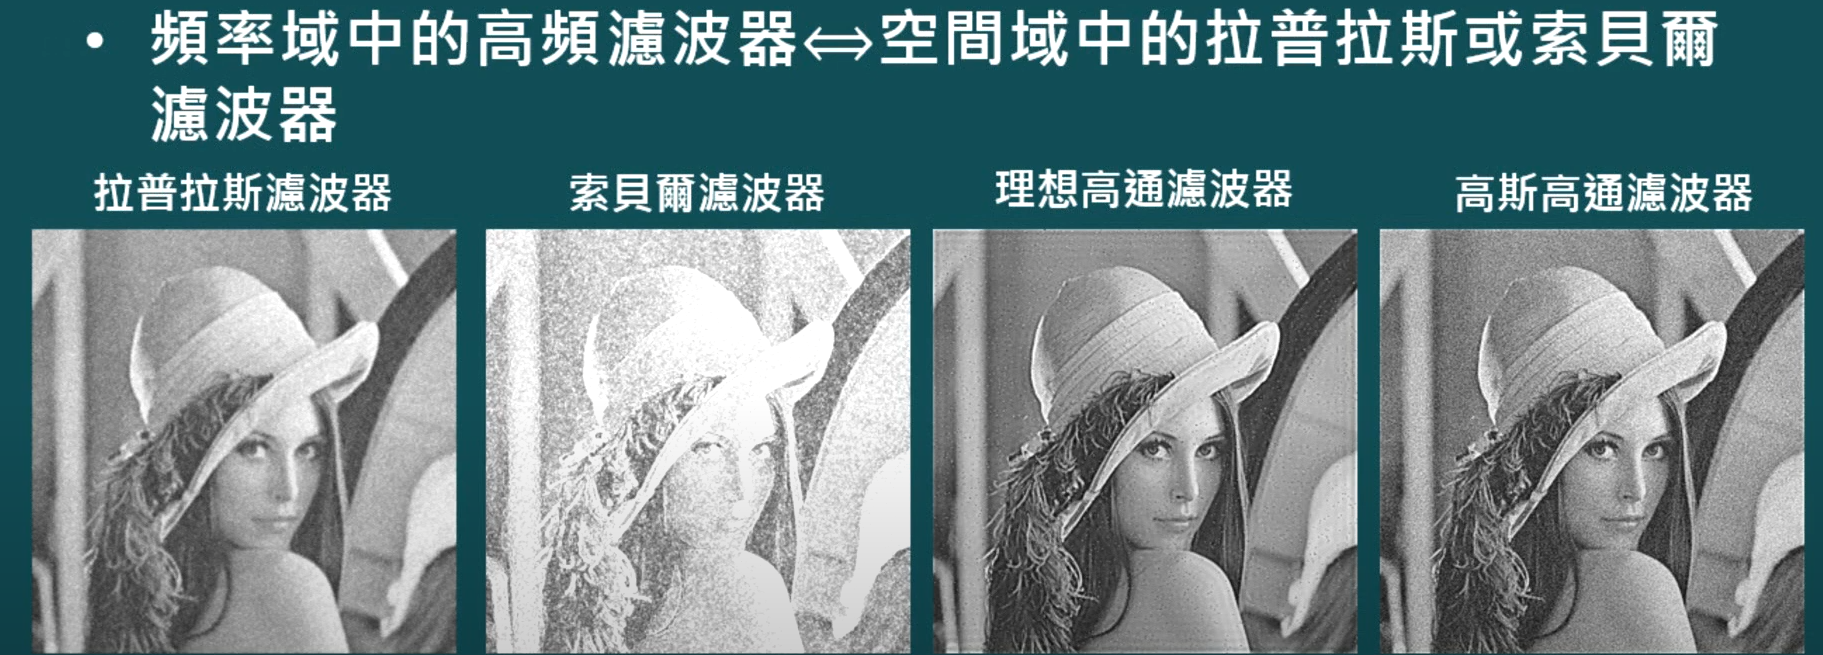 • 頻率域中的高頻濾波器⇔空間域中的拉普拉斯或索貝爾
濾波器
拉普拉斯濾波器
索貝爾濾波器
理想高通濾波器
高斯高通濾波器